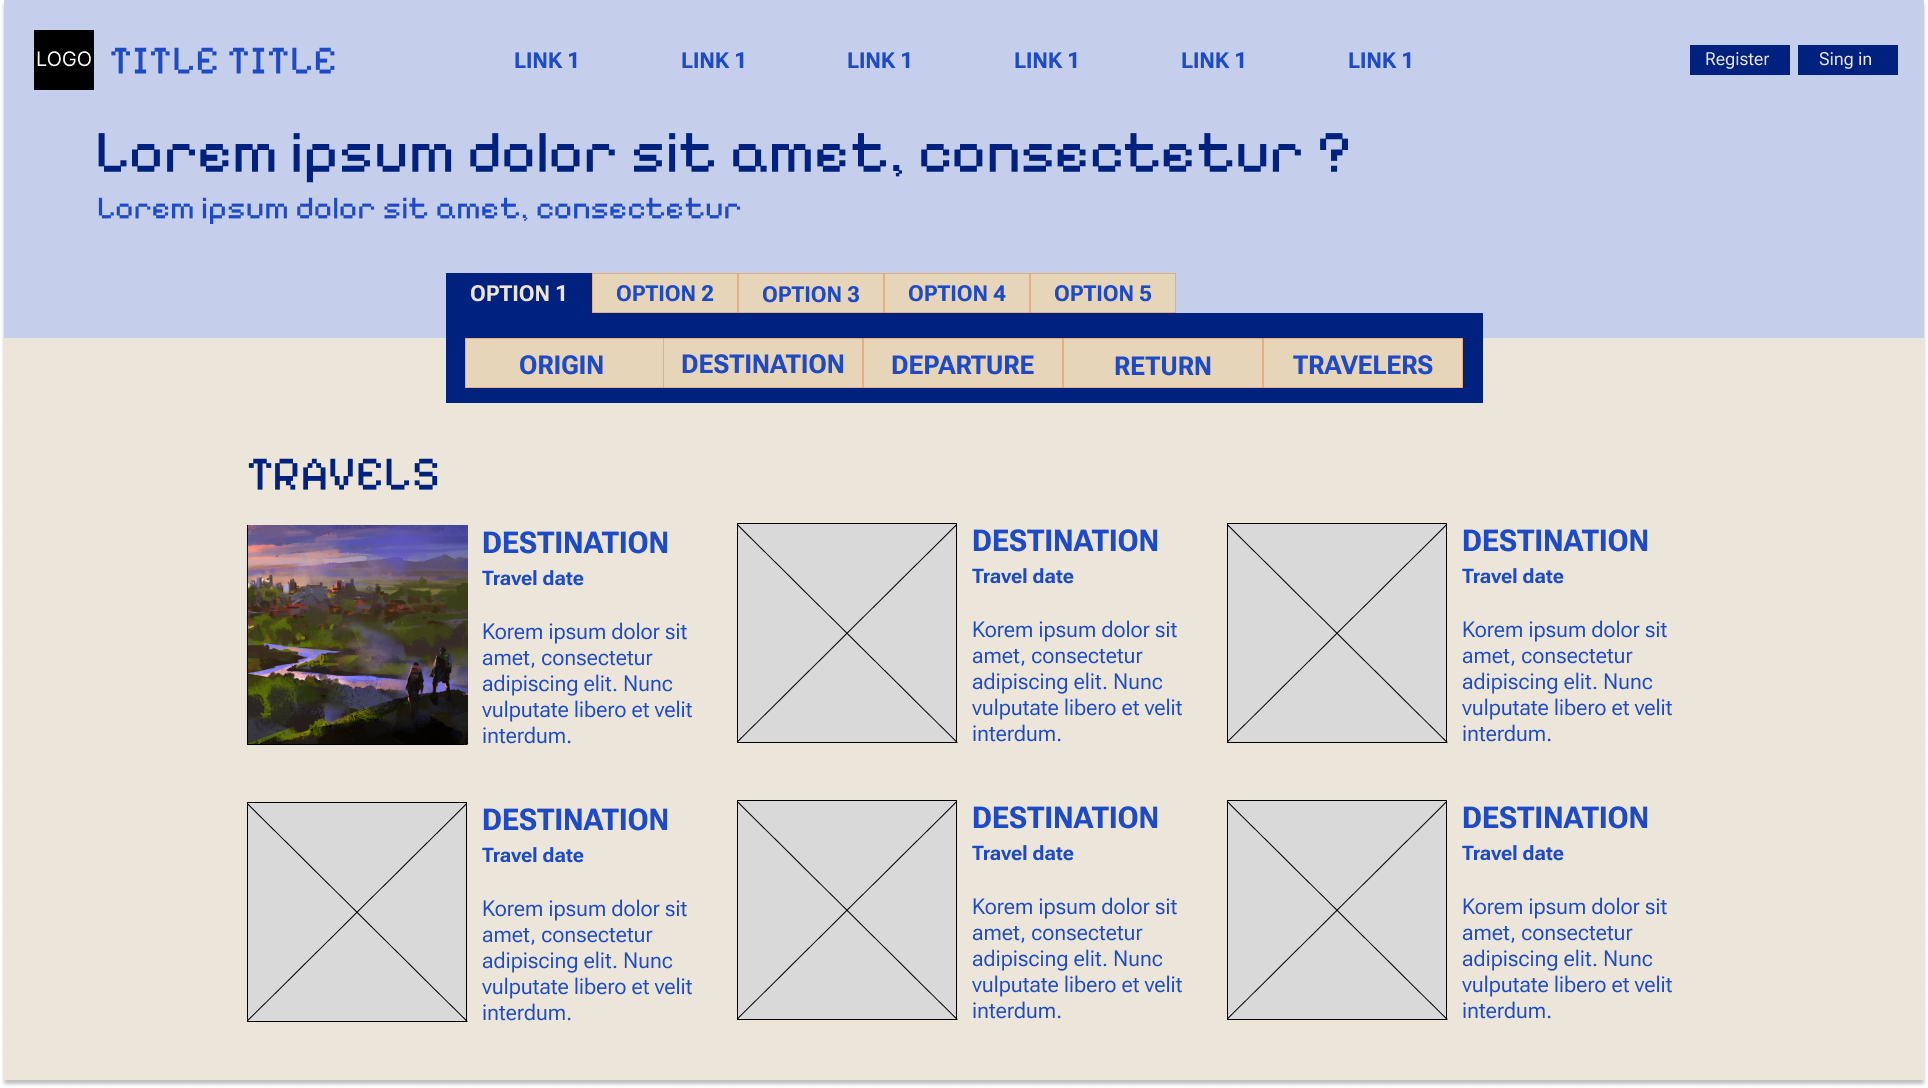 LOGO TITLE TITLE LINK 1 LINK 1 LINK 1 LINK 1 LINK 1 LINK 1 Register Sing in
Lorem ipsum dolor sit amet, consectetur ?
Lorem ipsum dolor sit amet, consectetur
OPTION 1 OPTION 2 OPTION 3 OPTION 4 OPTION 5
ORIGIN DESTINATION DEPARTURE RETURN TRAVELERS
TRAVELS
DESTINATION
Travel date
Korem ipsum dolor sit
amet, consectetur
adipiscing elit. Nunc
vulputate libero et velit
interdum.
DESTINATION
Travel date
Korem ipsum dolor sit
amet, consectetur
adipiscing elit. Nunc
vulputate libero et velit
interdum.
DESTINATION
Travel date
Korem ipsum dolor sit
amet, consectetur
adipiscing elit. Nunc
vulputate libero et velit
interdum.
DESTINATION
Travel date
Korem ipsum dolor sit
amet, consectetur
adipiscing elit. Nunc
vulputate libero et velit
interdum.
DESTINATION
Travel date
Korem ipsum dolor sit
amet, consectetur
adipiscing elit. Nunc
vulputate libero et velit
interdum.
DESTINATION
Travel date
Korem ipsum dolor sit
amet, consectetur
adipiscing elit. Nunc
vulputate libero et velit
interdum.